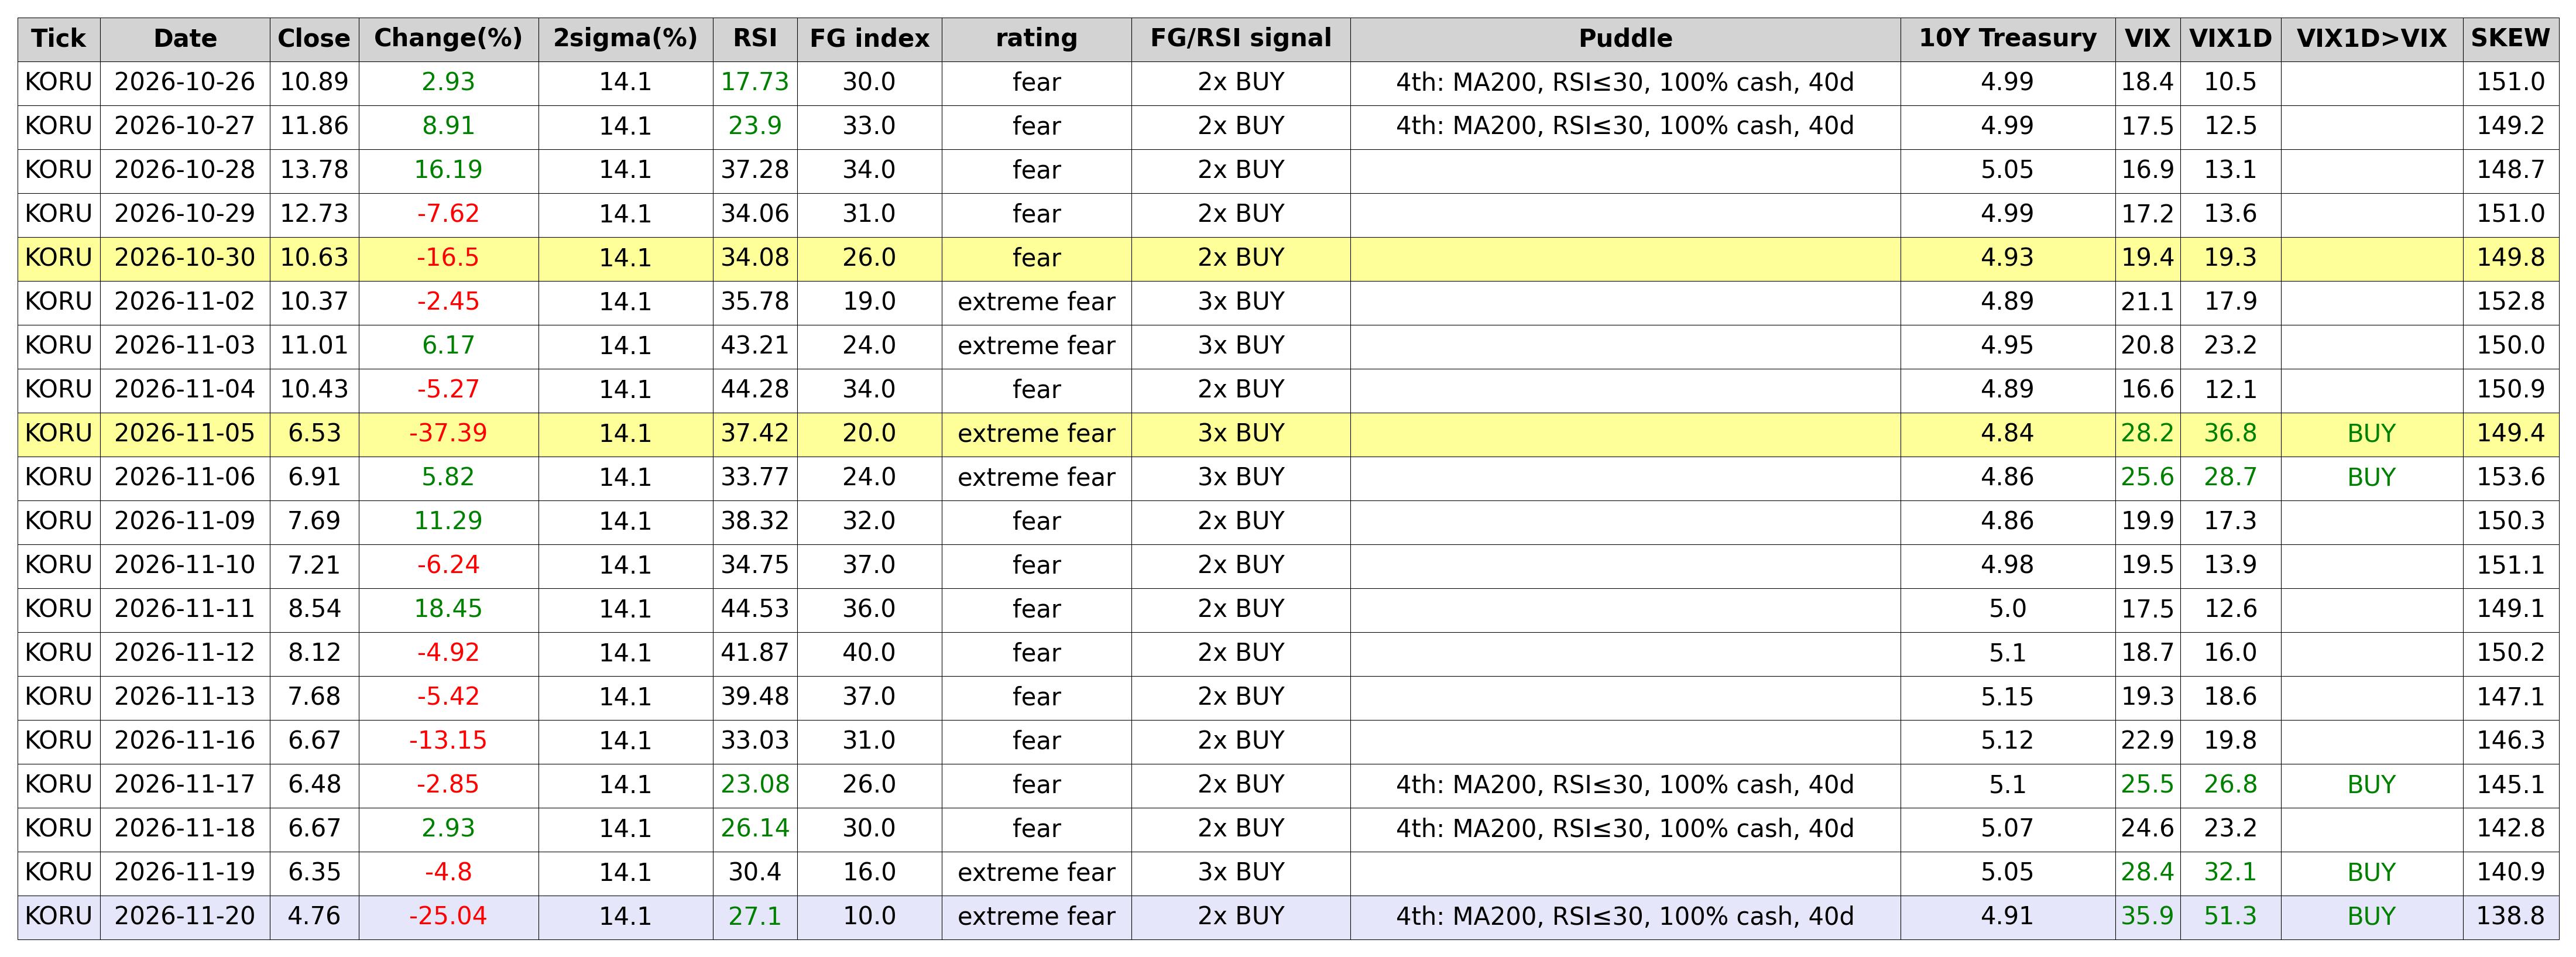 Tick Date Close Change(%) 2sigma(%) RSI FG index rating FG/RSI signal Puddle 10Y Treasury VIX VIX1D VIX1D>VIX SKEW
KORU 2026-10-26 10.89 2.93 14.1 17.73 30.0 fear 2x BUY 4th: MA200, RSI≤30, 100% cash, 40d 4.99 18.4 10.5 151.0
KORU 2026-10-27 11.86 8.91 14.1 23.9 33.0 fear 2x BUY 4th: MA200, RSI≤30, 100% cash, 40d 4.99 17.5 12.5 149.2
KORU 2026-10-28 13.78 16.19 14.1 37.28 34.0 fear 2x BUY 5.05 16.9 13.1 148.7
KORU 2026-10-29 12.73 -7.62 14.1 34.06 31.0 fear 2x BUY 4.99 17.2 13.6 151.0
KORU 2026-10-30 10.63 -16.5 14.1 34.08 26.0 fear 2x BUY 4.93 19.4 19.3 149.8
KORU 2026-11-02 10.37 -2.45 14.1 35.78 19.0 extreme fear 3x BUY 4.89 21.1 17.9 152.8
KORU 2026-11-03 11.01 6.17 14.1 43.21 24.0 extreme fear 3x BUY 4.95 20.8 23.2 150.0
KORU 2026-11-04 10.43 -5.27 14.1 44.28 34.0 fear 2x BUY 4.89 16.6 12.1 150.9
KORU 2026-11-05 6.53 -37.39 14.1 37.42 20.0 extreme fear 3x BUY 4.84 28.2 36.8 BUY 149.4
KORU 2026-11-06 6.91 5.82 14.1 33.77 24.0 extreme fear 3x BUY 4.86 25.6 28.7 BUY 153.6
KORU 2026-11-09 7.69 11.29 14.1 38.32 32.0 fear 2x BUY 4.86 19.9 17.3 150.3
KORU 2026-11-10 7.21 -6.24 14.1 34.75 37.0 fear 2x BUY 4.98 19.5 13.9 151.1
KORU 2026-11-11 8.54 18.45 14.1 44.53 36.0 fear 2x BUY 5.0 17.5 12.6 149.1
KORU 2026-11-12 8.12 -4.92 14.1 41.87 40.0 fear 2x BUY 5.1 18.7 16.0 150.2
KORU 2026-11-13 7.68 -5.42 14.1 39.48 37.0 fear 2x BUY 5.15 19.3 18.6 147.1
KORU 2026-11-16 6.67 -13.15 14.1 33.03 31.0 fear 2x BUY 5.12 22.9 19.8 146.3
KORU 2026-11-17 6.48 -2.85 14.1 23.08 26.0 fear 2x BUY 4th: MA200, RSI≤30, 100% cash, 40d 5.1 25.5 26.8 BUY 145.1
KORU 2026-11-18 6.67 2.93 14.1 26.14 30.0 fear 2x BUY 4th: MA200, RSI≤30, 100% cash, 40d 5.07 24.6 23.2 142.8
KORU 2026-11-19 6.35 -4.8 14.1 30.4 16.0 extreme fear 3x BUY 5.05 28.4 32.1 BUY 140.9
KORU 2026-11-20 4.76 -25.04 14.1 27.1 10.0 extreme fear 2x BUY 4th: MA200, RSI≤30, 100% cash, 40d 4.91 35.9 51.3 BUY 138.8